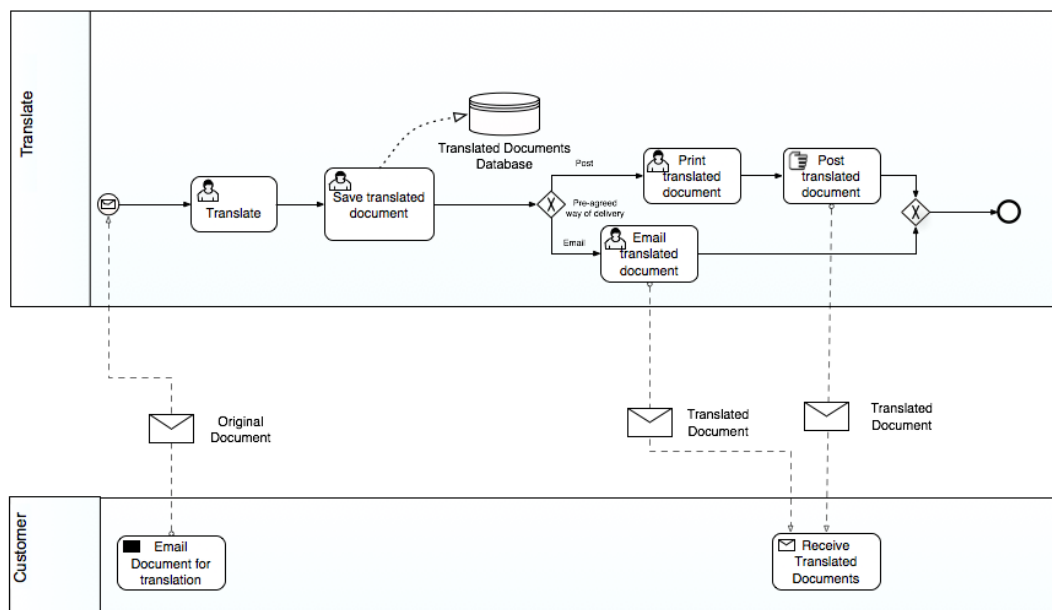 Translate
Translated Documents
Database
Post
Print
translated
document
Post
translated
document
Translate
Save translated
document
X
Pre-agreed
way of delivery
X
Email
Email
translated
document
Original
Document
Translated
Document
Translated
Document
Customer
Email
Document for
translation
Receive
Translated
Documents